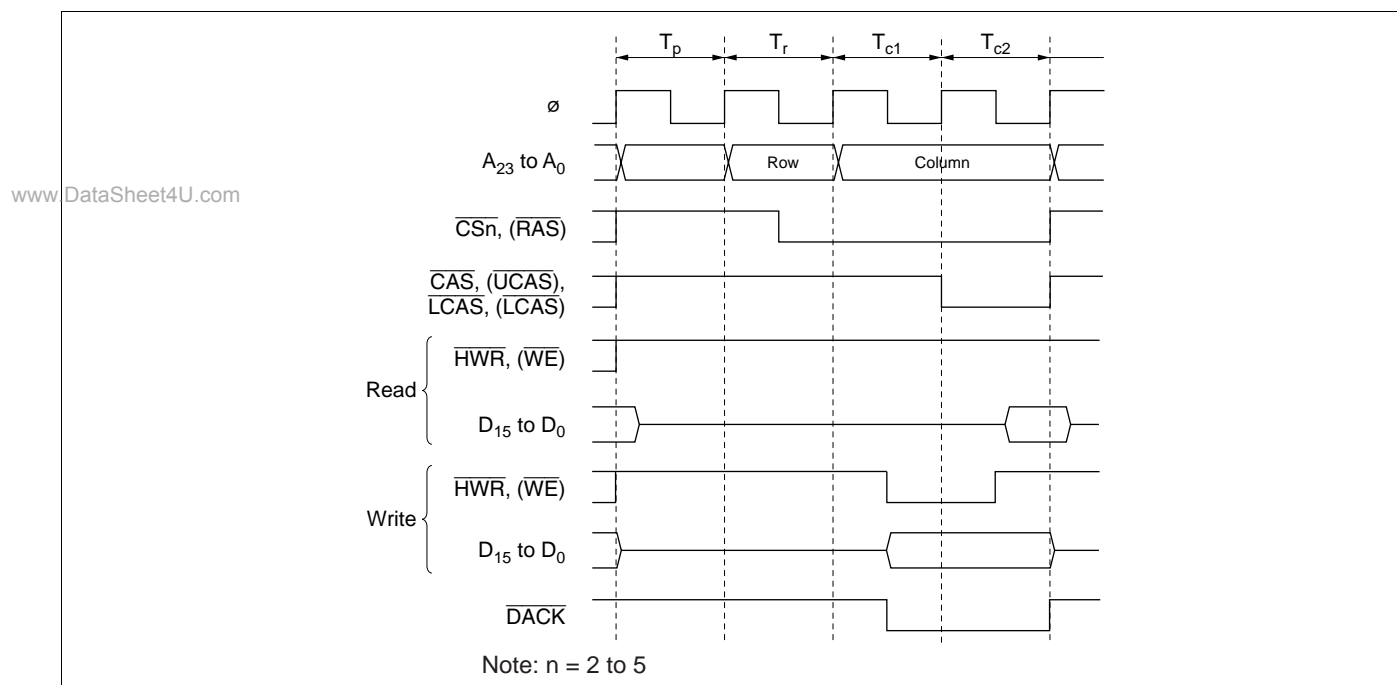 Tp Tr Tc1 Tc2
ø
A23 to A0 Row Column
www.DataSheet4U.com
CSn, (RAS)
CAS, (UCAS),
LCAS, (LCAS)
Read
HWR, (WE)
D15 to D0
Write
HWR, (WE)
D15 to D0
DACK
Note: n = 2 to 5